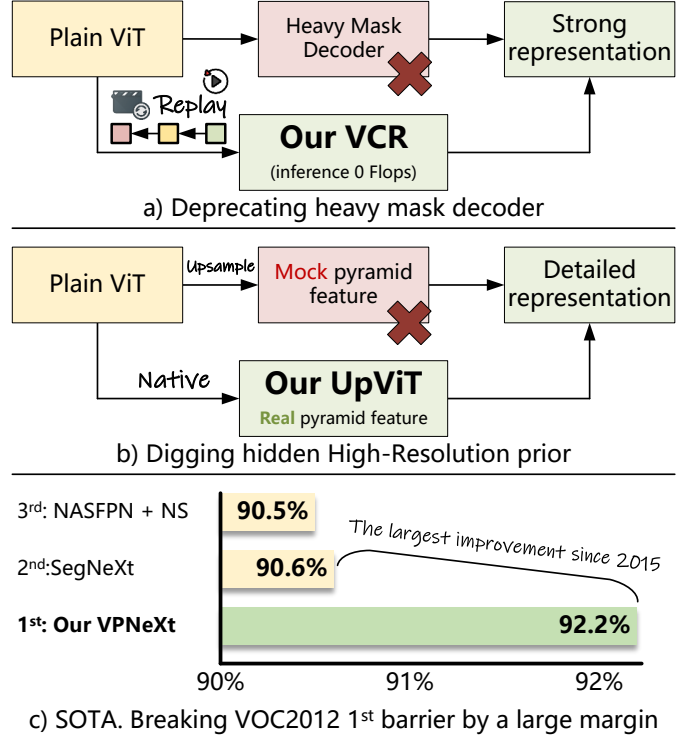 Plain ViT
Heavy Mask
Decoder
Strong
representation
Replay
Our VCR
(inference 0 Flops)
a) Deprecating heavy mask decoder
Plain ViT
Upsample
Mock pyramid
feature
Detailed
representation
Native
Our UpViT
Real pyramid feature
b) Digging hidden High-Resolution prior
3rd: NASFPN + NS
90.5%
The largest improvement since 2015
2nd:SegNeXt
90.6%
1st: Our VPNeXt
92.2%
90%
91%
92%
c) SOTA. Breaking VOC2012 1st barrier by a large margin